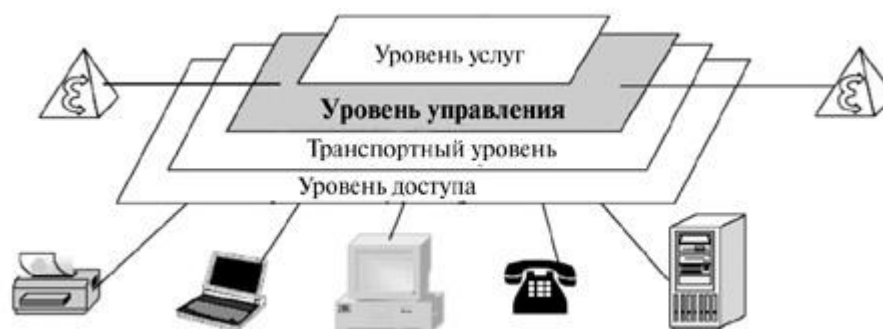 Уровень услуг
Уровень управления
Транспортный уровень
Уровень доступа